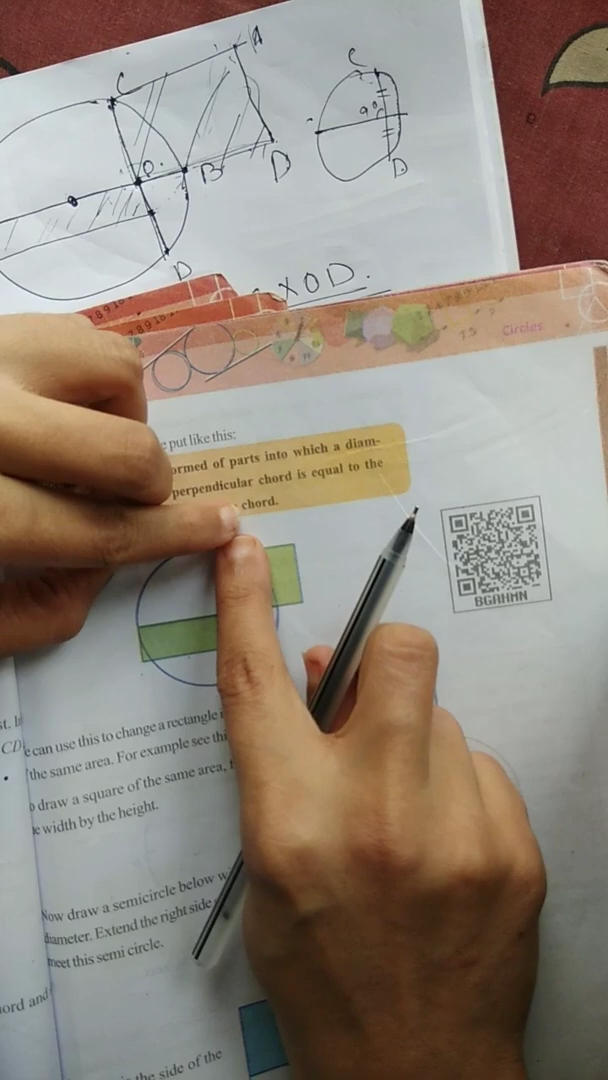 A
C
C
90°
O
B
D
D
D
XOD.
Circles
put like this:
ormed of parts into which a diam-
perpendicular chord is equal to the
chord.
BGAHMN
st. I
CD
e can use this to change a rectangle
the same area. For example see thi
draw a square of the same area,
width by the height.
Now draw a semicircle below w
diameter. Extend the right side
meet this semi circle.
ord and
the side of the